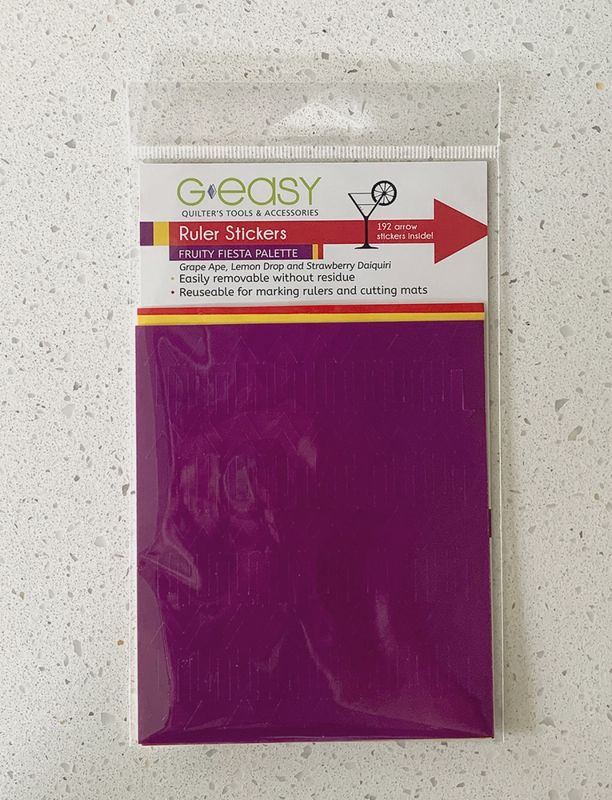 G·easy
QUILTER'S TOOLS & ACCESSORIES
Ruler Stickers
192 arrow
stickers inside!
FRUITY FIESTA PALETTE
Grape Ape, Lemon Drop and Strawberry Daiquiri
• Easily removable without residue
• Reuseable for marking rulers and cutting mats